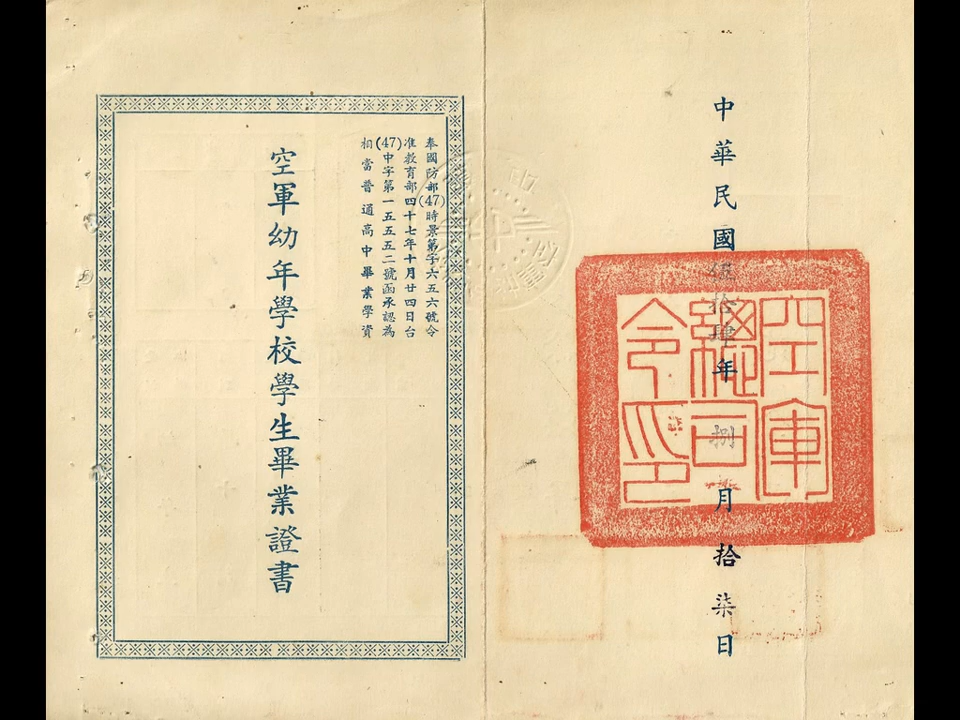 中華民國伍拾肆年捌月拾柒日
空軍
總司
令印
奉國防部(47)時景第字六五六號令
准教育部四十七年十月廿四日台
(47)中字第一五五五二號函承認為
相當普通高中畢業學資
空軍幼年學校學生畢業證書